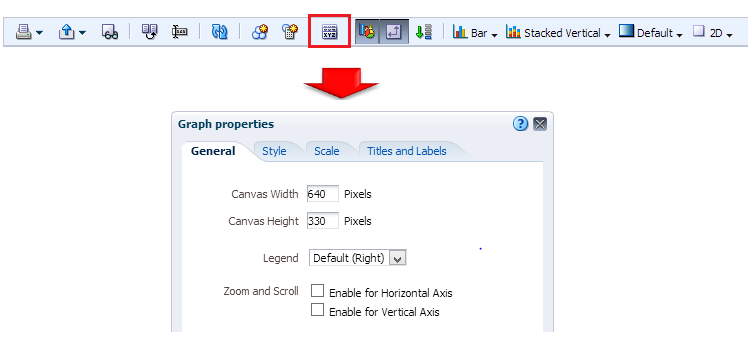 XYZ
Bar Stacked Vertical Default 2D
Graph properties ?
General Style Scale Titles and Labels
Canvas Width 640 Pixels
Canvas Height 330 Pixels
Legend Default (Right)
Zoom and Scroll Enable for Horizontal Axis
Enable for Vertical Axis